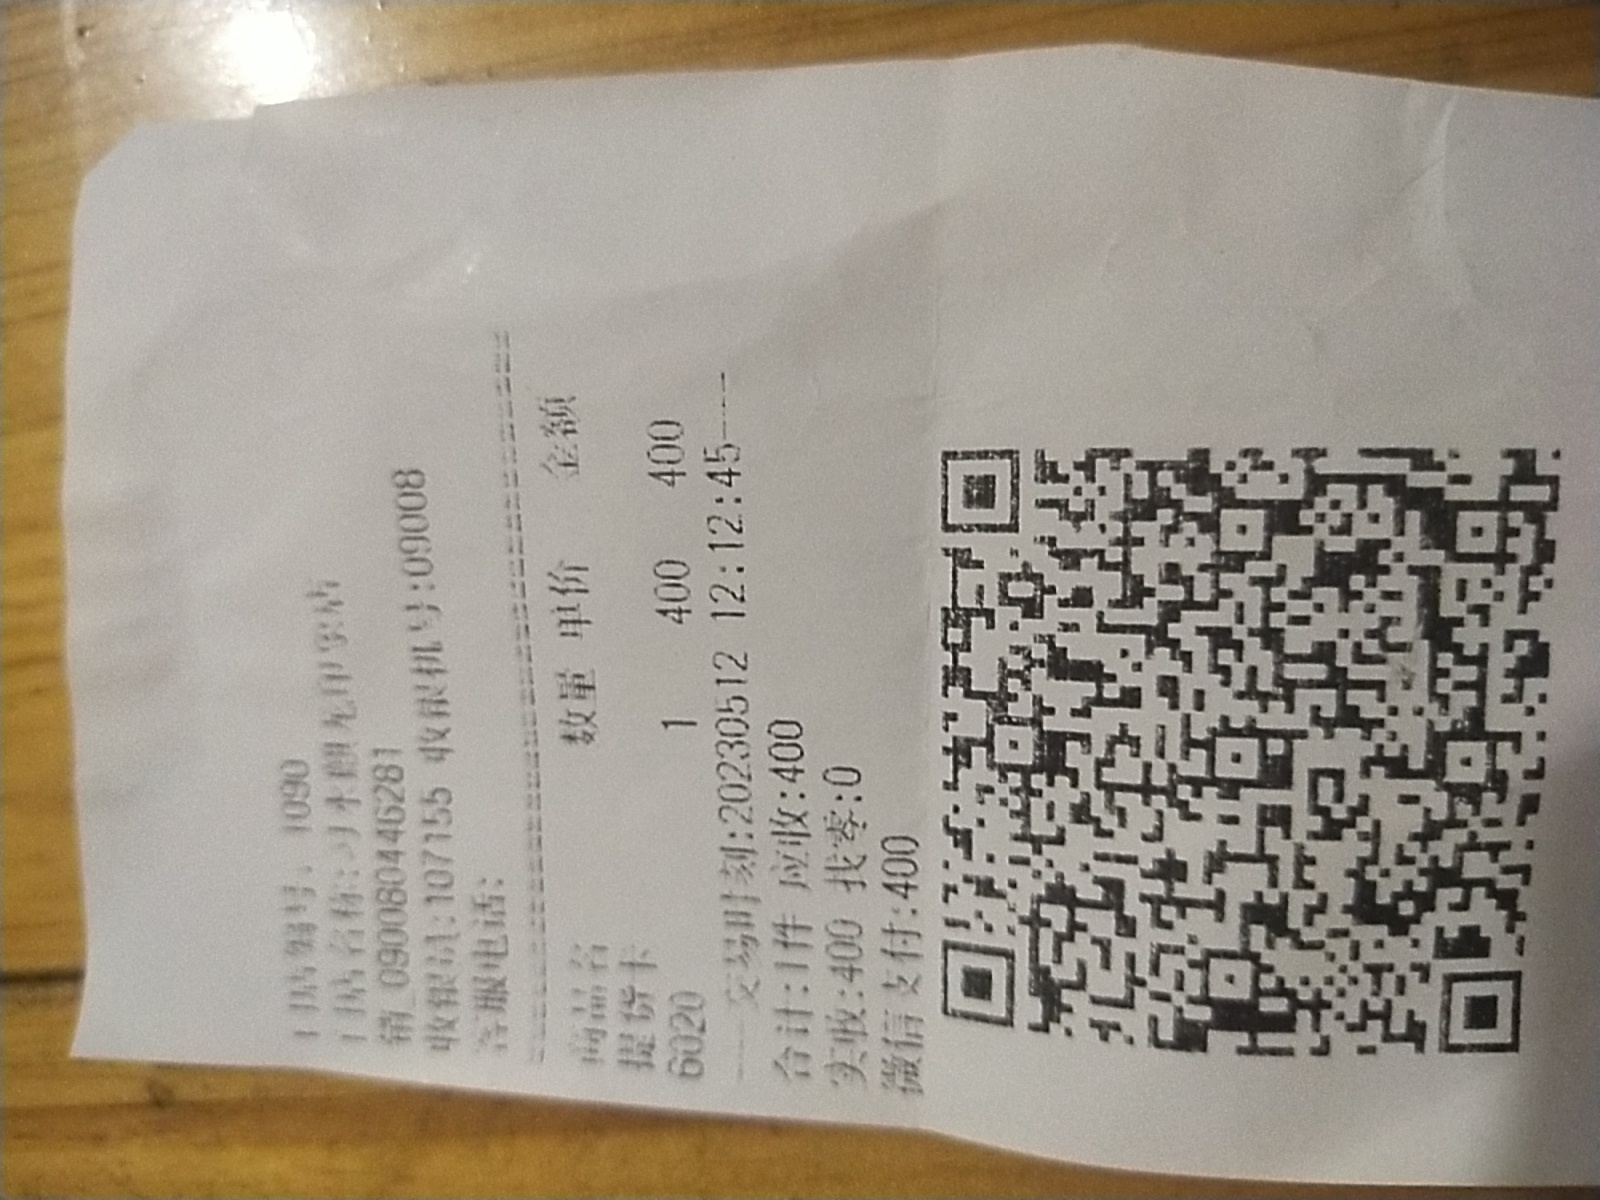 门店编号: 1090
门店名称:习水
销_0900804462811
收银员:107155 收银机号:09008
客服电话:
商品名 数量 单价 金额
提货卡
6020 1 400 400
----交易时刻:20230512 12:12:45----
合计:1件 应收:400
实收:400 找零:0
微信支付:400